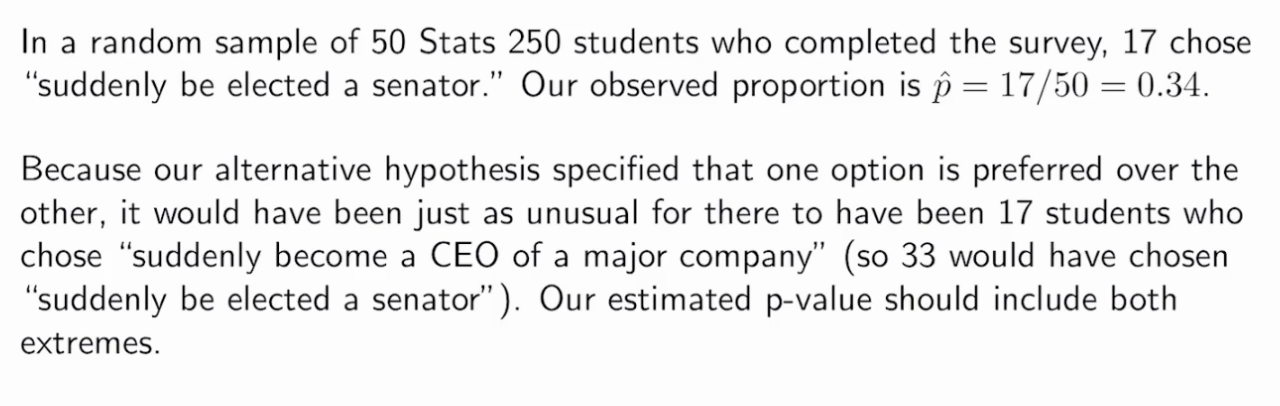 In a random sample of 50 Stats 250 students who completed the survey, 17 chose
“suddenly be elected a senator.” Our observed proportion is p̂ = 17/50 = 0.34.
Because our alternative hypothesis specified that one option is preferred over the
other, it would have been just as unusual for there to have been 17 students who
chose “suddenly become a CEO of a major company” (so 33 would have chosen
“suddenly be elected a senator”). Our estimated p-value should include both
extremes.